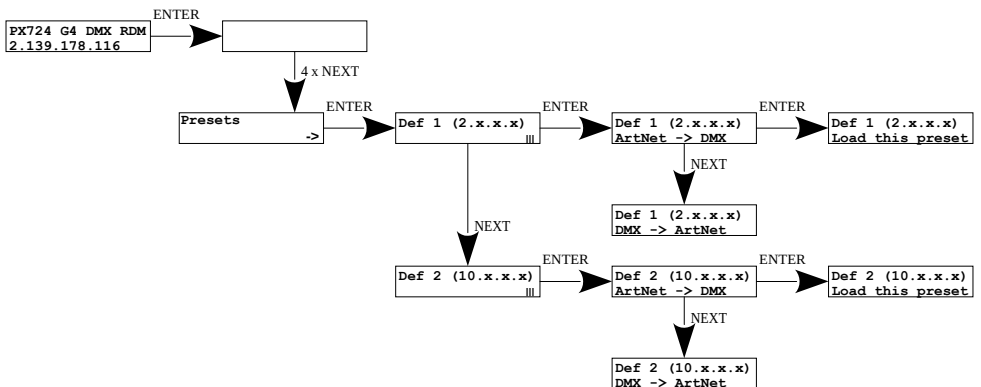 ENTER
PX724 G4 DMX RDM
2.139.178.116
4 x NEXT
Presets
->
ENTER
Def 1 (2.x.x.x)
|||
ENTER
Def 1 (2.x.x.x)
ArtNet -> DMX
ENTER
Def 1 (2.x.x.x)
Load this preset
NEXT
Def 1 (2.x.x.x)
DMX -> ArtNet
NEXT
Def 2 (10.x.x.x)
|||
ENTER
Def 2 (10.x.x.x)
ArtNet -> DMX
ENTER
Def 2 (10.x.x.x)
Load this preset
NEXT
Def 2 (10.x.x.x)
DMX -> ArtNet